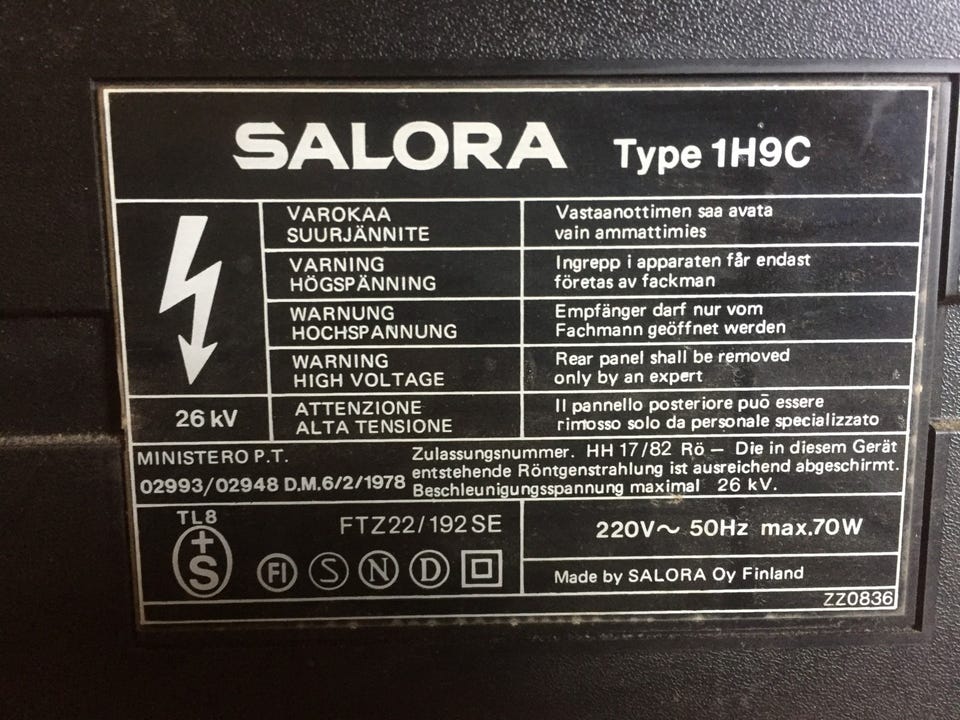 SALORA Type 1H9C
VAROKAA
SUURJÄNNITE
Vastaanottimen saa avata
vain ammattimies
VARNING
HÖGSPÄNNING
Ingrepp i apparaten får endast
företas av fackman
WARNUNG
HOCHSPANNUNG
Empfänger darf nur vom
Fachmann geöffnet werden
WARNING
HIGH VOLTAGE
Rear panel shall be removed
only by an expert
26 kV
ATTENZIONE
ALTA TENSIONE
Il pannello posteriore puō essere
rimosso solo da personale specializzato
MINISTERO P.T.
02993/02948 D.M.6/2/1978
Zulassungsnummer. HH 17/82 Rö – Die in diesem Gerät
entstehende Röntgenstrahlung ist ausreichend abgeschirmt.
Beschleunigungsspannung maximal 26 kV.
TL8
+
S
FTZ22/192SE
FI S N D
220V~ 50Hz max.70W
Made by SALORA Oy Finland
ZZ0836